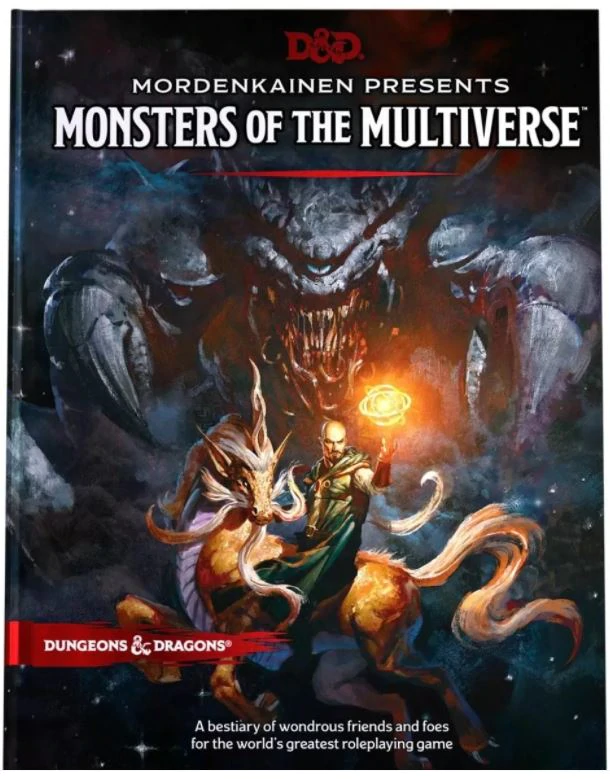 D&D®
MORDENKAINEN PRESENTS
MONSTERS OF THE MULTIVERSE™
DUNGEONS & DRAGONS®
A bestiary of wondrous friends and foes
for the world's greatest roleplaying game